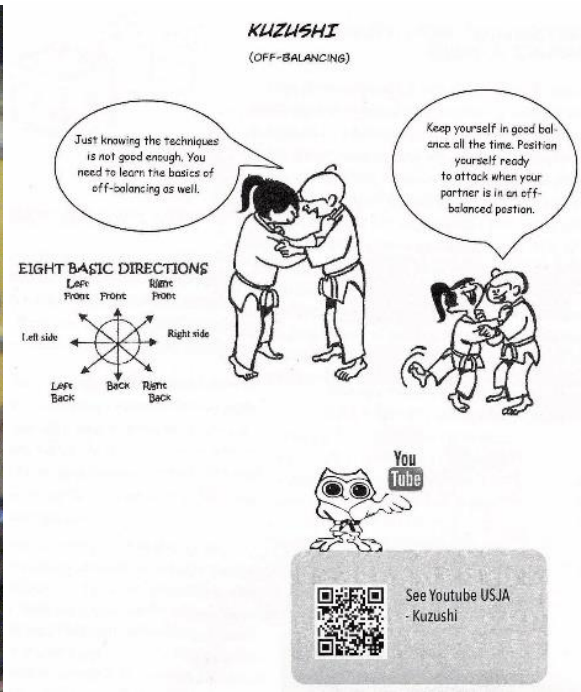 KUZUSHI
(OFF-BALANCING)
Just knowing the techniques
is not good enough. You
need to learn the basics of
off-balancing as well.
Keep yourself in good bal-
ance all the time. Position
yourself ready
to attack when your
partner is in an off-
balanced postion.
EIGHT BASIC DIRECTIONS
Left
Front
Front
Right
Front
Left side
Right side
Left
Back
Back
Right
Back
You
Tube
See Youtube USJA
- Kuzushi